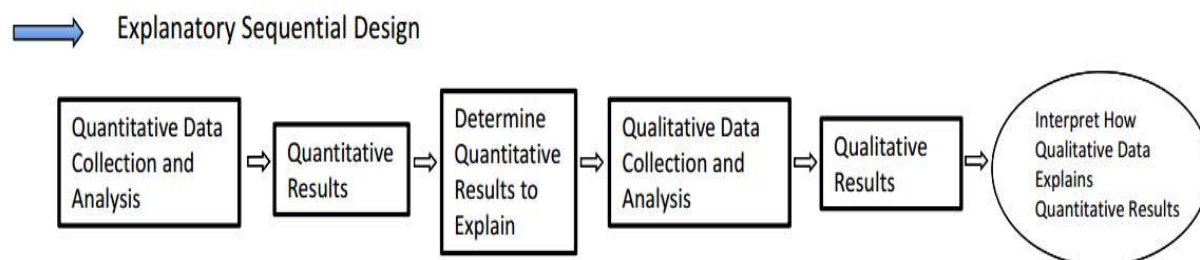 Explanatory Sequential Design
Quantitative Data
Collection and
Analysis
Quantitative
Results
Determine
Quantitative
Results to
Explain
Qualitative Data
Collection and
Analysis
Qualitative
Results
Interpret How
Qualitative Data
Explains
Quantitative Results